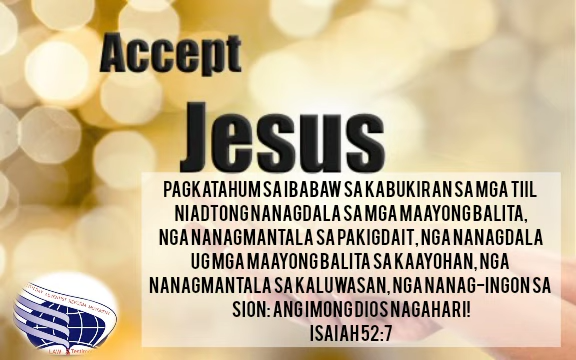 Accept
Jesus
PAGKATAHUM SA IBABAW SA KABUKIRAN SA MGA TIIL
NIADTONG NANAGDALA SA MGA MAAYONG BALITA,
NGA NANAGMANTALA SA PAKIGDAIT, NGA NANAGDALA
UG MGA MAAYONG BALITA SA KAAYOHAN, NGA
NANAGMANTALA SA KALUWASAN, NGA NANAG-INGON SA
SION: ANG IMONG DIOS NAGAHARI!
ISAIAH 52:7
LAW